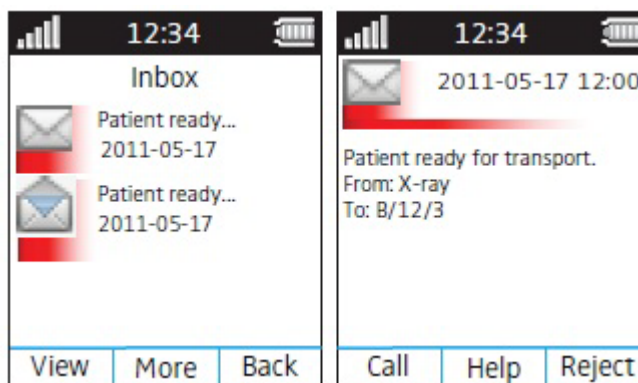 12:34
Inbox
Patient ready...
2011-05-17
Patient ready...
2011-05-17
View More Back
12:34
2011-05-17 12:00
Patient ready for transport.
From: X-ray
To: B/12/3
Call Help Reject